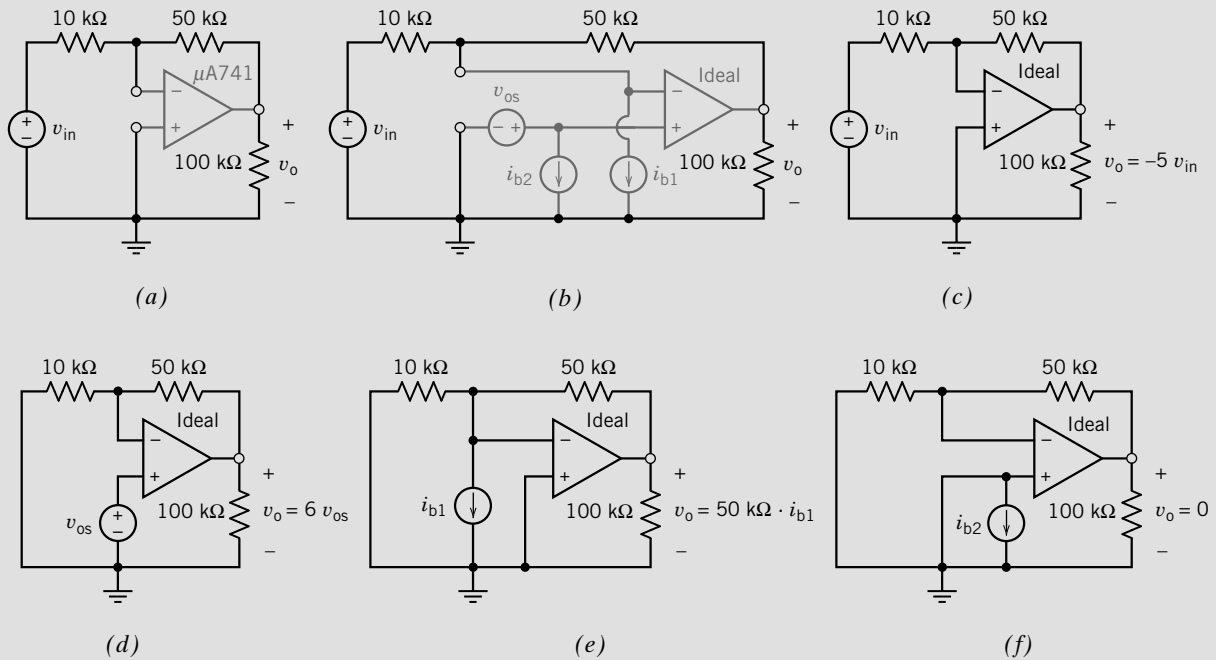 10 kΩ 50 kΩ
μA741
−
+
+
−
v_in
100 kΩ
+
v_o
−
(a)
10 kΩ 50 kΩ
Ideal
v_os
− +
−
+
+
−
v_in
i_b2
i_b1
100 kΩ
+
v_o
−
(b)
10 kΩ 50 kΩ
Ideal
−
+
+
−
v_in
100 kΩ
+
v_o = −5 v_in
−
(c)
10 kΩ 50 kΩ
Ideal
−
+
v_os
+
−
100 kΩ
+
v_o = 6 v_os
−
(d)
10 kΩ 50 kΩ
Ideal
−
+
i_b1
100 kΩ
+
v_o = 50 kΩ · i_b1
−
(e)
10 kΩ 50 kΩ
Ideal
−
+
i_b2
100 kΩ
+
v_o = 0
−
(f)